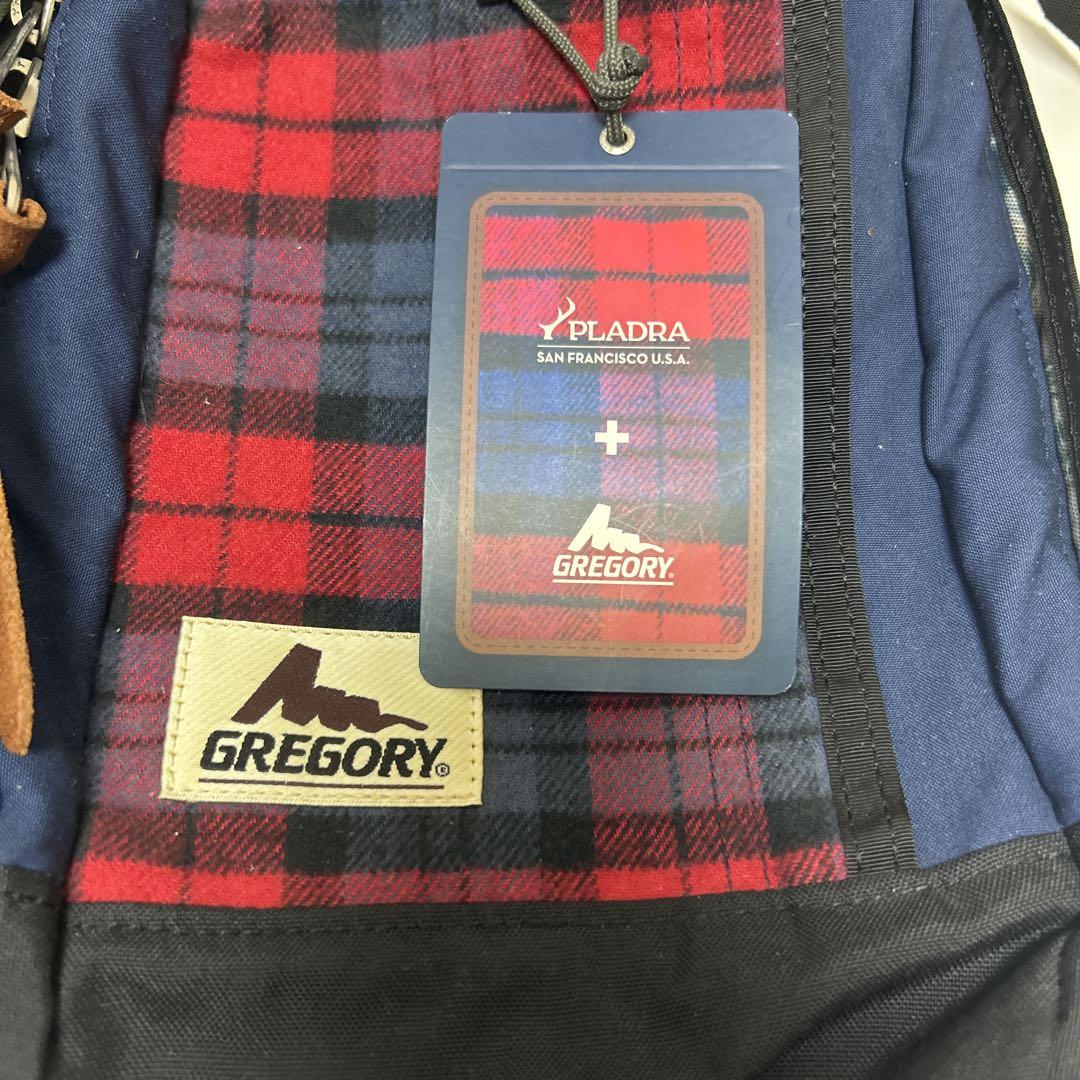 PLADRA
SAN FRANCISCO U.S.A.
+
GREGORY®
GREGORY®